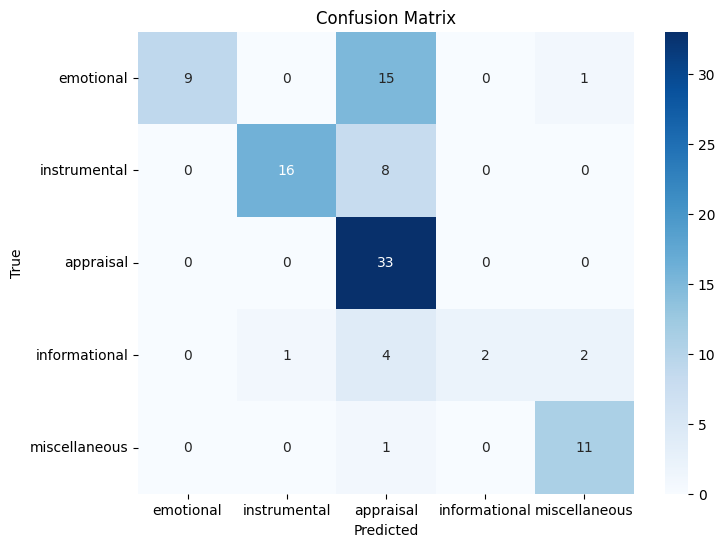 Confusion Matrix
True
emotional 9 0 15 0 1
instrumental 0 16 8 0 0
appraisal 0 0 33 0 0
informational 0 1 4 2 2
miscellaneous 0 0 1 0 11
emotional instrumental appraisal informational miscellaneous
Predicted
30
25
20
15
10
5
0